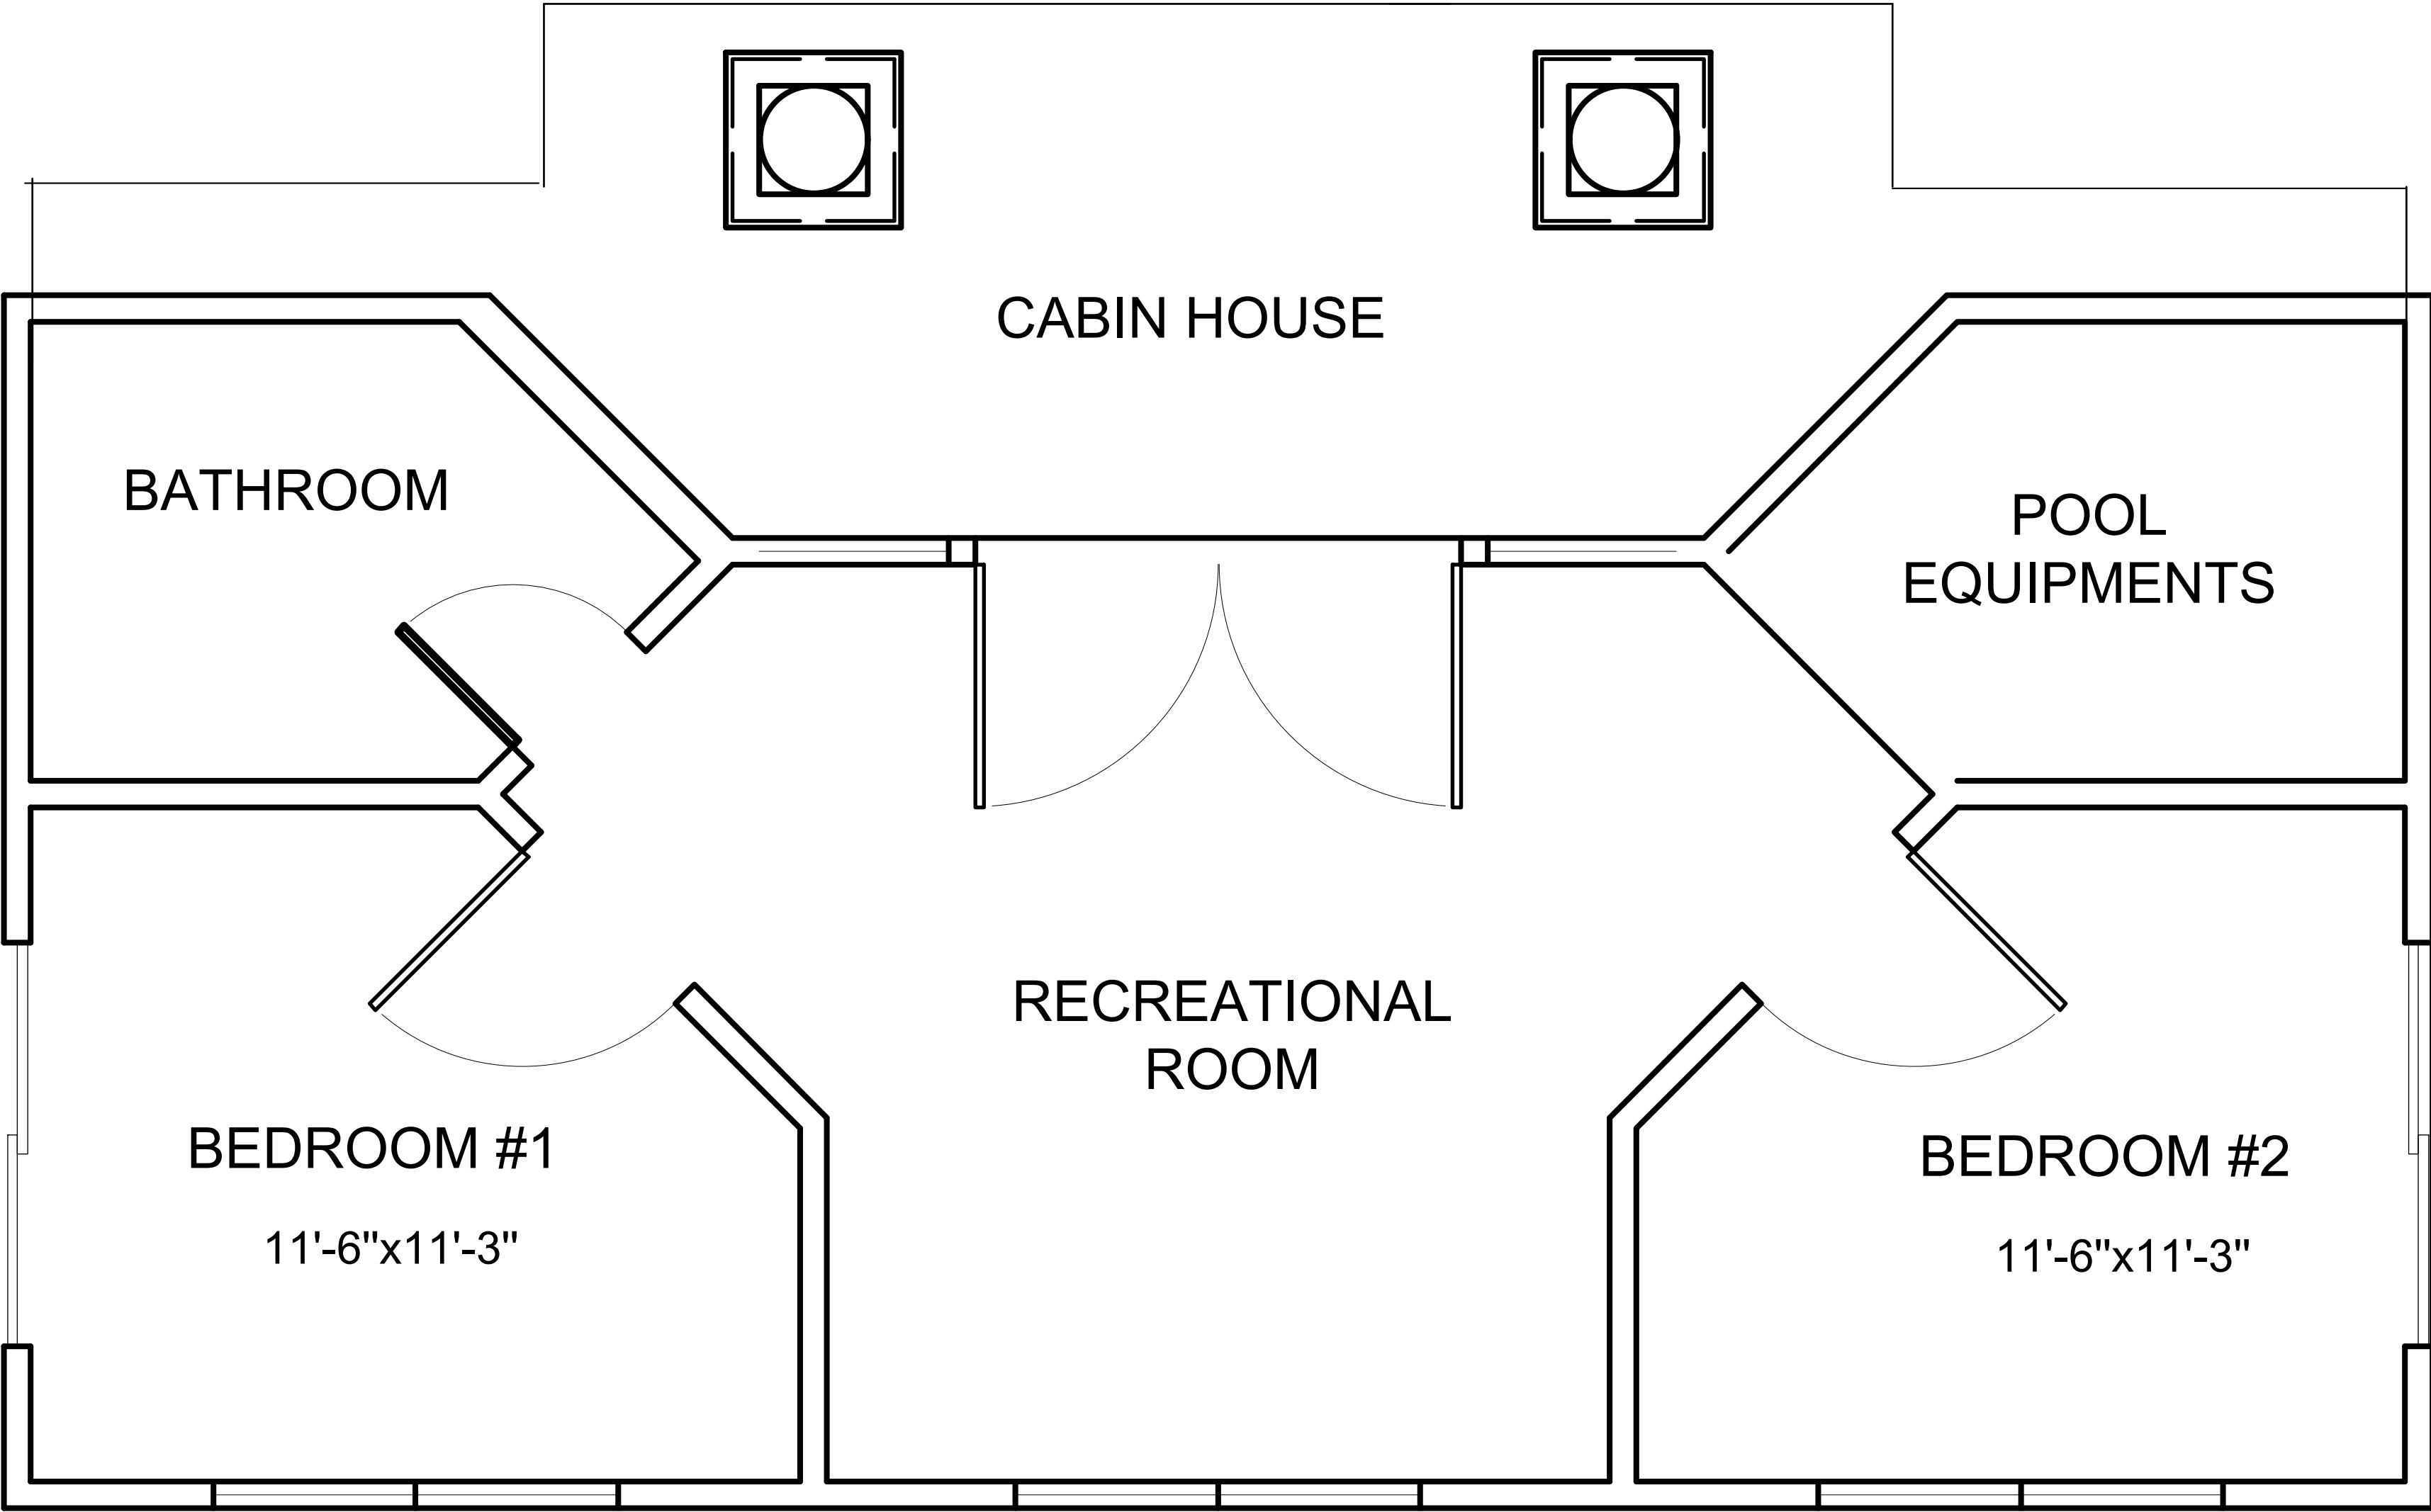 CABIN HOUSE
BATHROOM
POOL
EQUIPMENTS
RECREATIONAL
ROOM
BEDROOM #1
11'-6"x11'-3"
BEDROOM #2
11'-6"x11'-3"